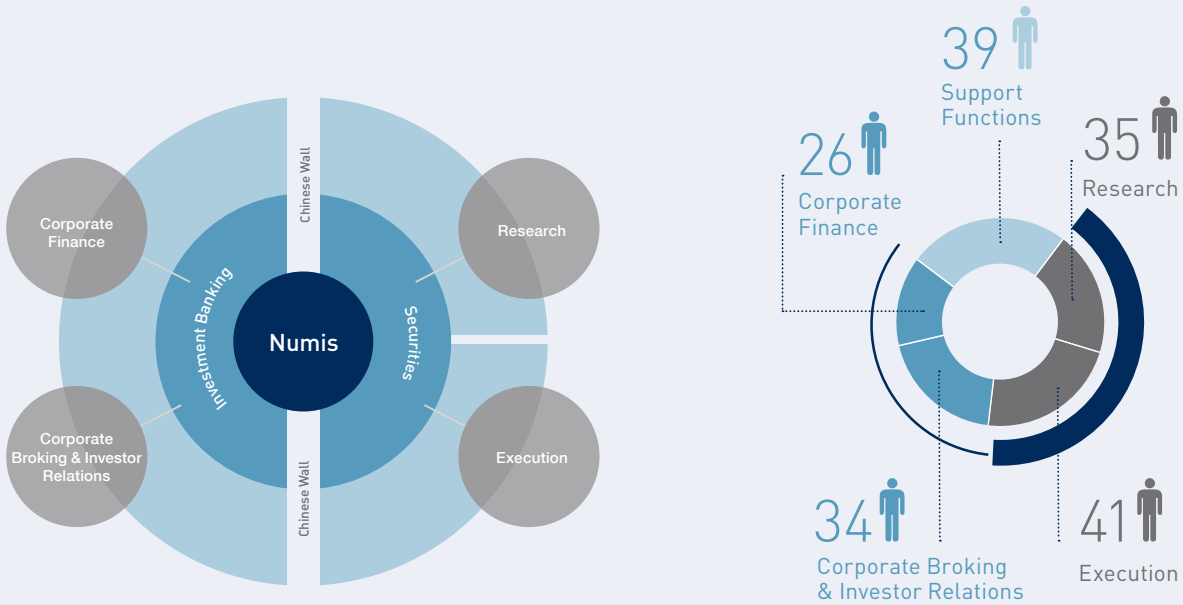 Corporate
Finance
Corporate
Broking & Investor
Relations
Investment Banking
Chinese Wall
Numis
Chinese Wall
Securities
Research
Execution
39
Support
Functions
26
Corporate
Finance
35
Research
34
Corporate Broking
& Investor Relations
41
Execution